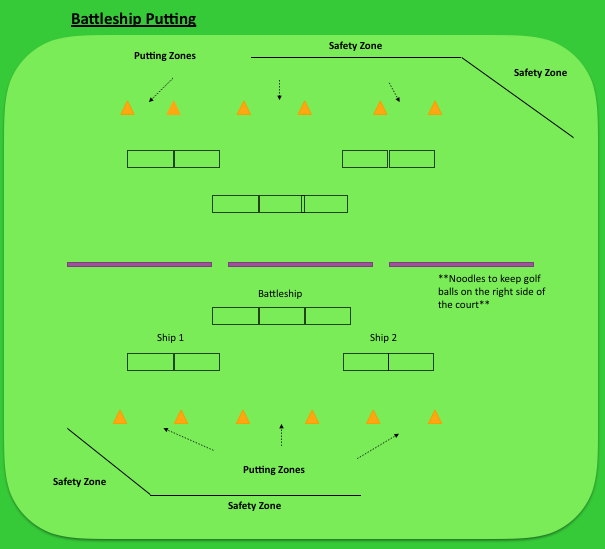 Battleship Putting
Safety Zone
Putting Zones
Safety Zone
**Noodles to keep golf
balls on the right side of
the court**
Battleship
Ship 1
Ship 2
Putting Zones
Safety Zone
Safety Zone